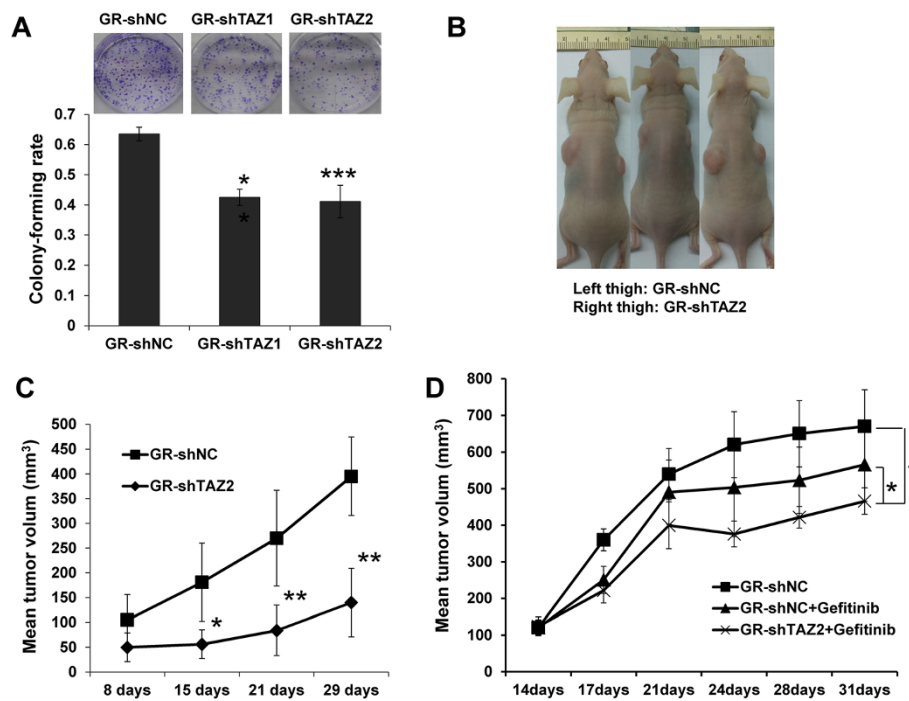 A
GR-shNC GR-shTAZ1 GR-shTAZ2
Colony-forming rate
0.7
0.6
0.5
0.4
0.3
0.2
0.1
0
*
*
***
GR-shNC GR-shTAZ1 GR-shTAZ2
B
Left thigh: GR-shNC
Right thigh: GR-shTAZ2
C
Mean tumor volum (mm³)
500
450
400
350
300
250
200
150
100
50
0
GR-shNC
GR-shTAZ2
*
**
**
8 days 15 days 21 days 29 days
D
Mean tumor volum (mm³)
800
700
600
500
400
300
200
100
0
*
GR-shNC
GR-shNC+Gefitinib
GR-shTAZ2+Gefitinib
14days 17days 21days 24days 28days 31days